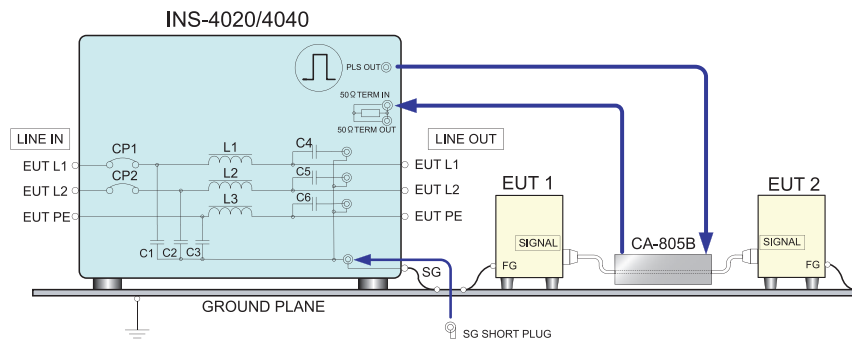 INS-4020/4040
PLS OUT
50Ω TERM IN
50Ω TERM OUT
LINE IN
LINE OUT
CP1
L1
C4
EUT L1
EUT L1
CP2
L2
C5
EUT L2
EUT L2
L3
C6
EUT PE
EUT PE
C1
C2
C3
SG
EUT 1
EUT 2
CA-805B
SIGNAL
SIGNAL
FG
FG
GROUND PLANE
SG SHORT PLUG